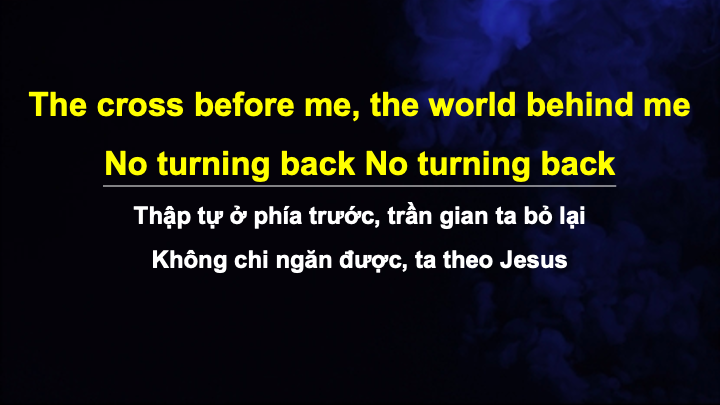 The cross before me, the world behind me
No turning back No turning back
Thập tự ở phía trước, trần gian ta bỏ lại
Không chi ngăn được, ta theo Jesus